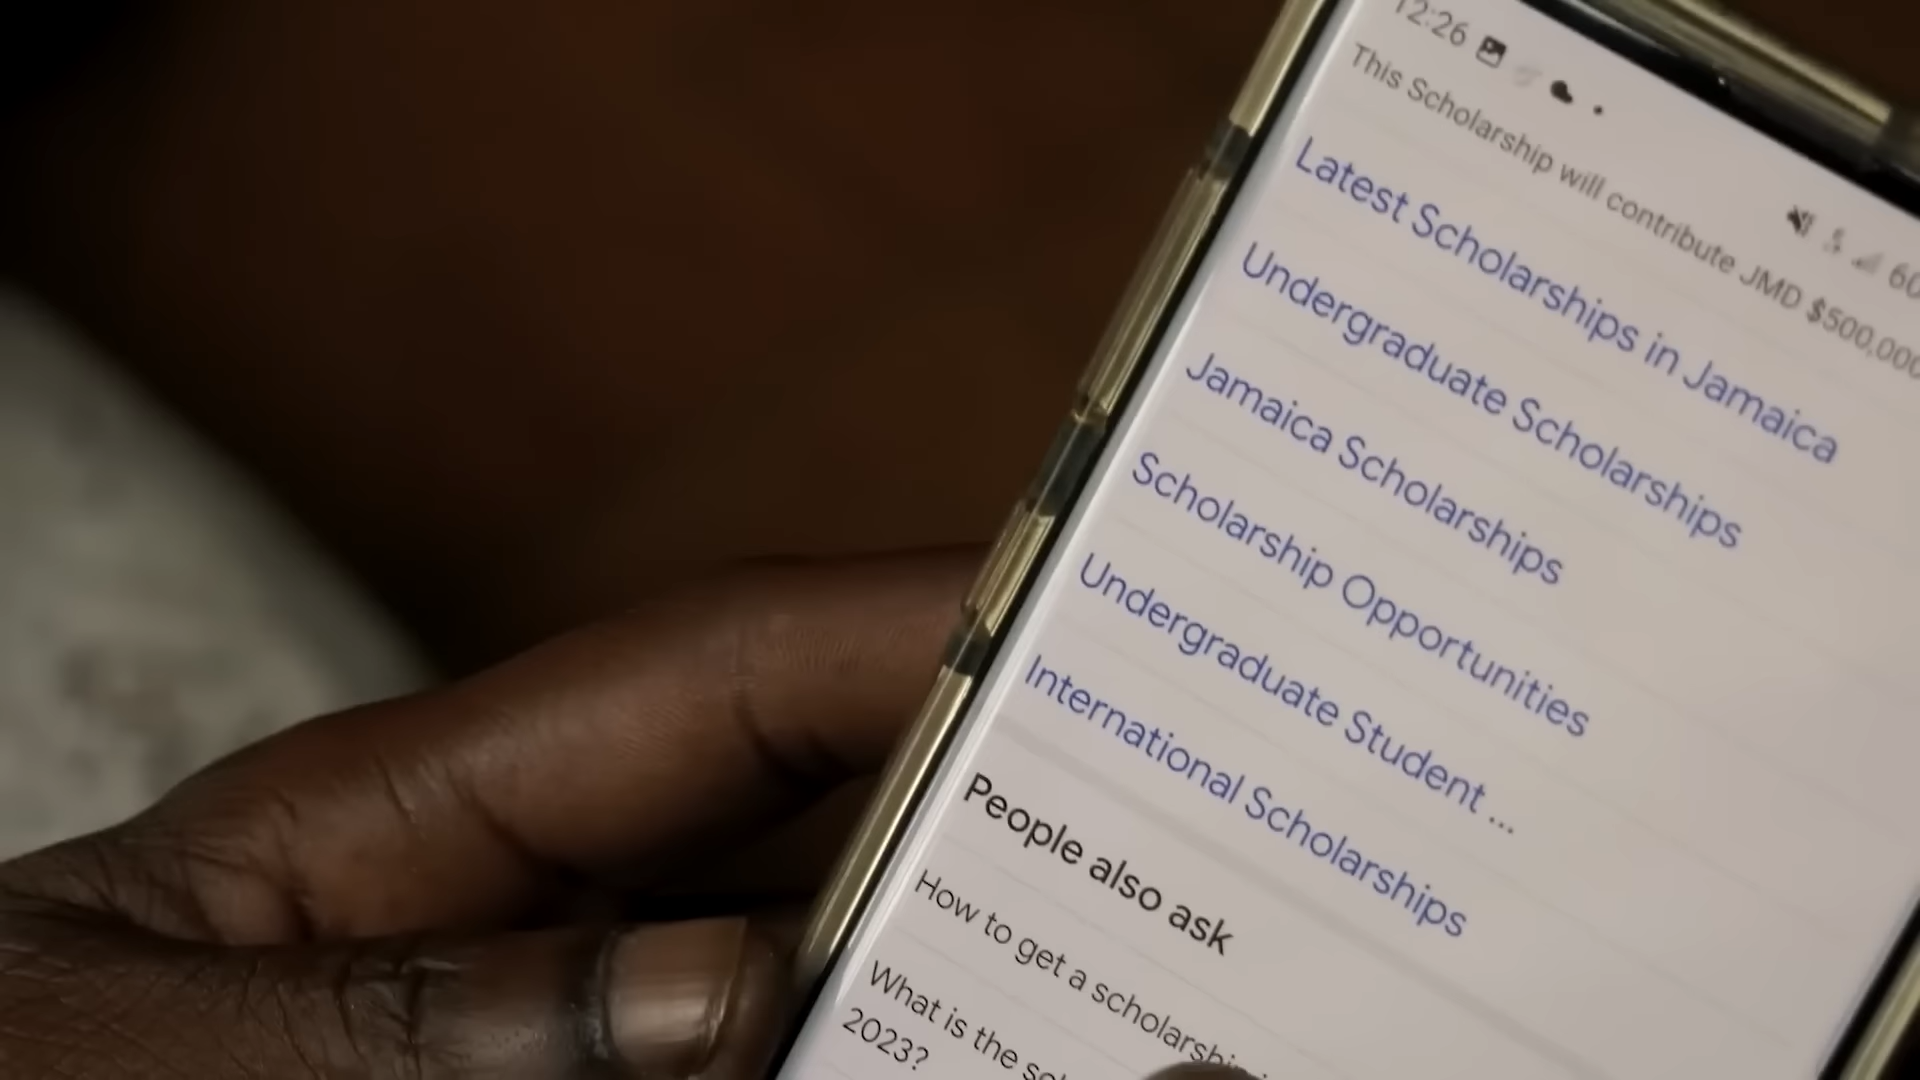 12:26
60
This Scholarship will contribute JMD $500,000
Latest Scholarships in Jamaica
Undergraduate Scholarships
Jamaica Scholarships
Scholarship Opportunities
Undergraduate Student ...
International Scholarships
People also ask
How to get a
What is the
2023?